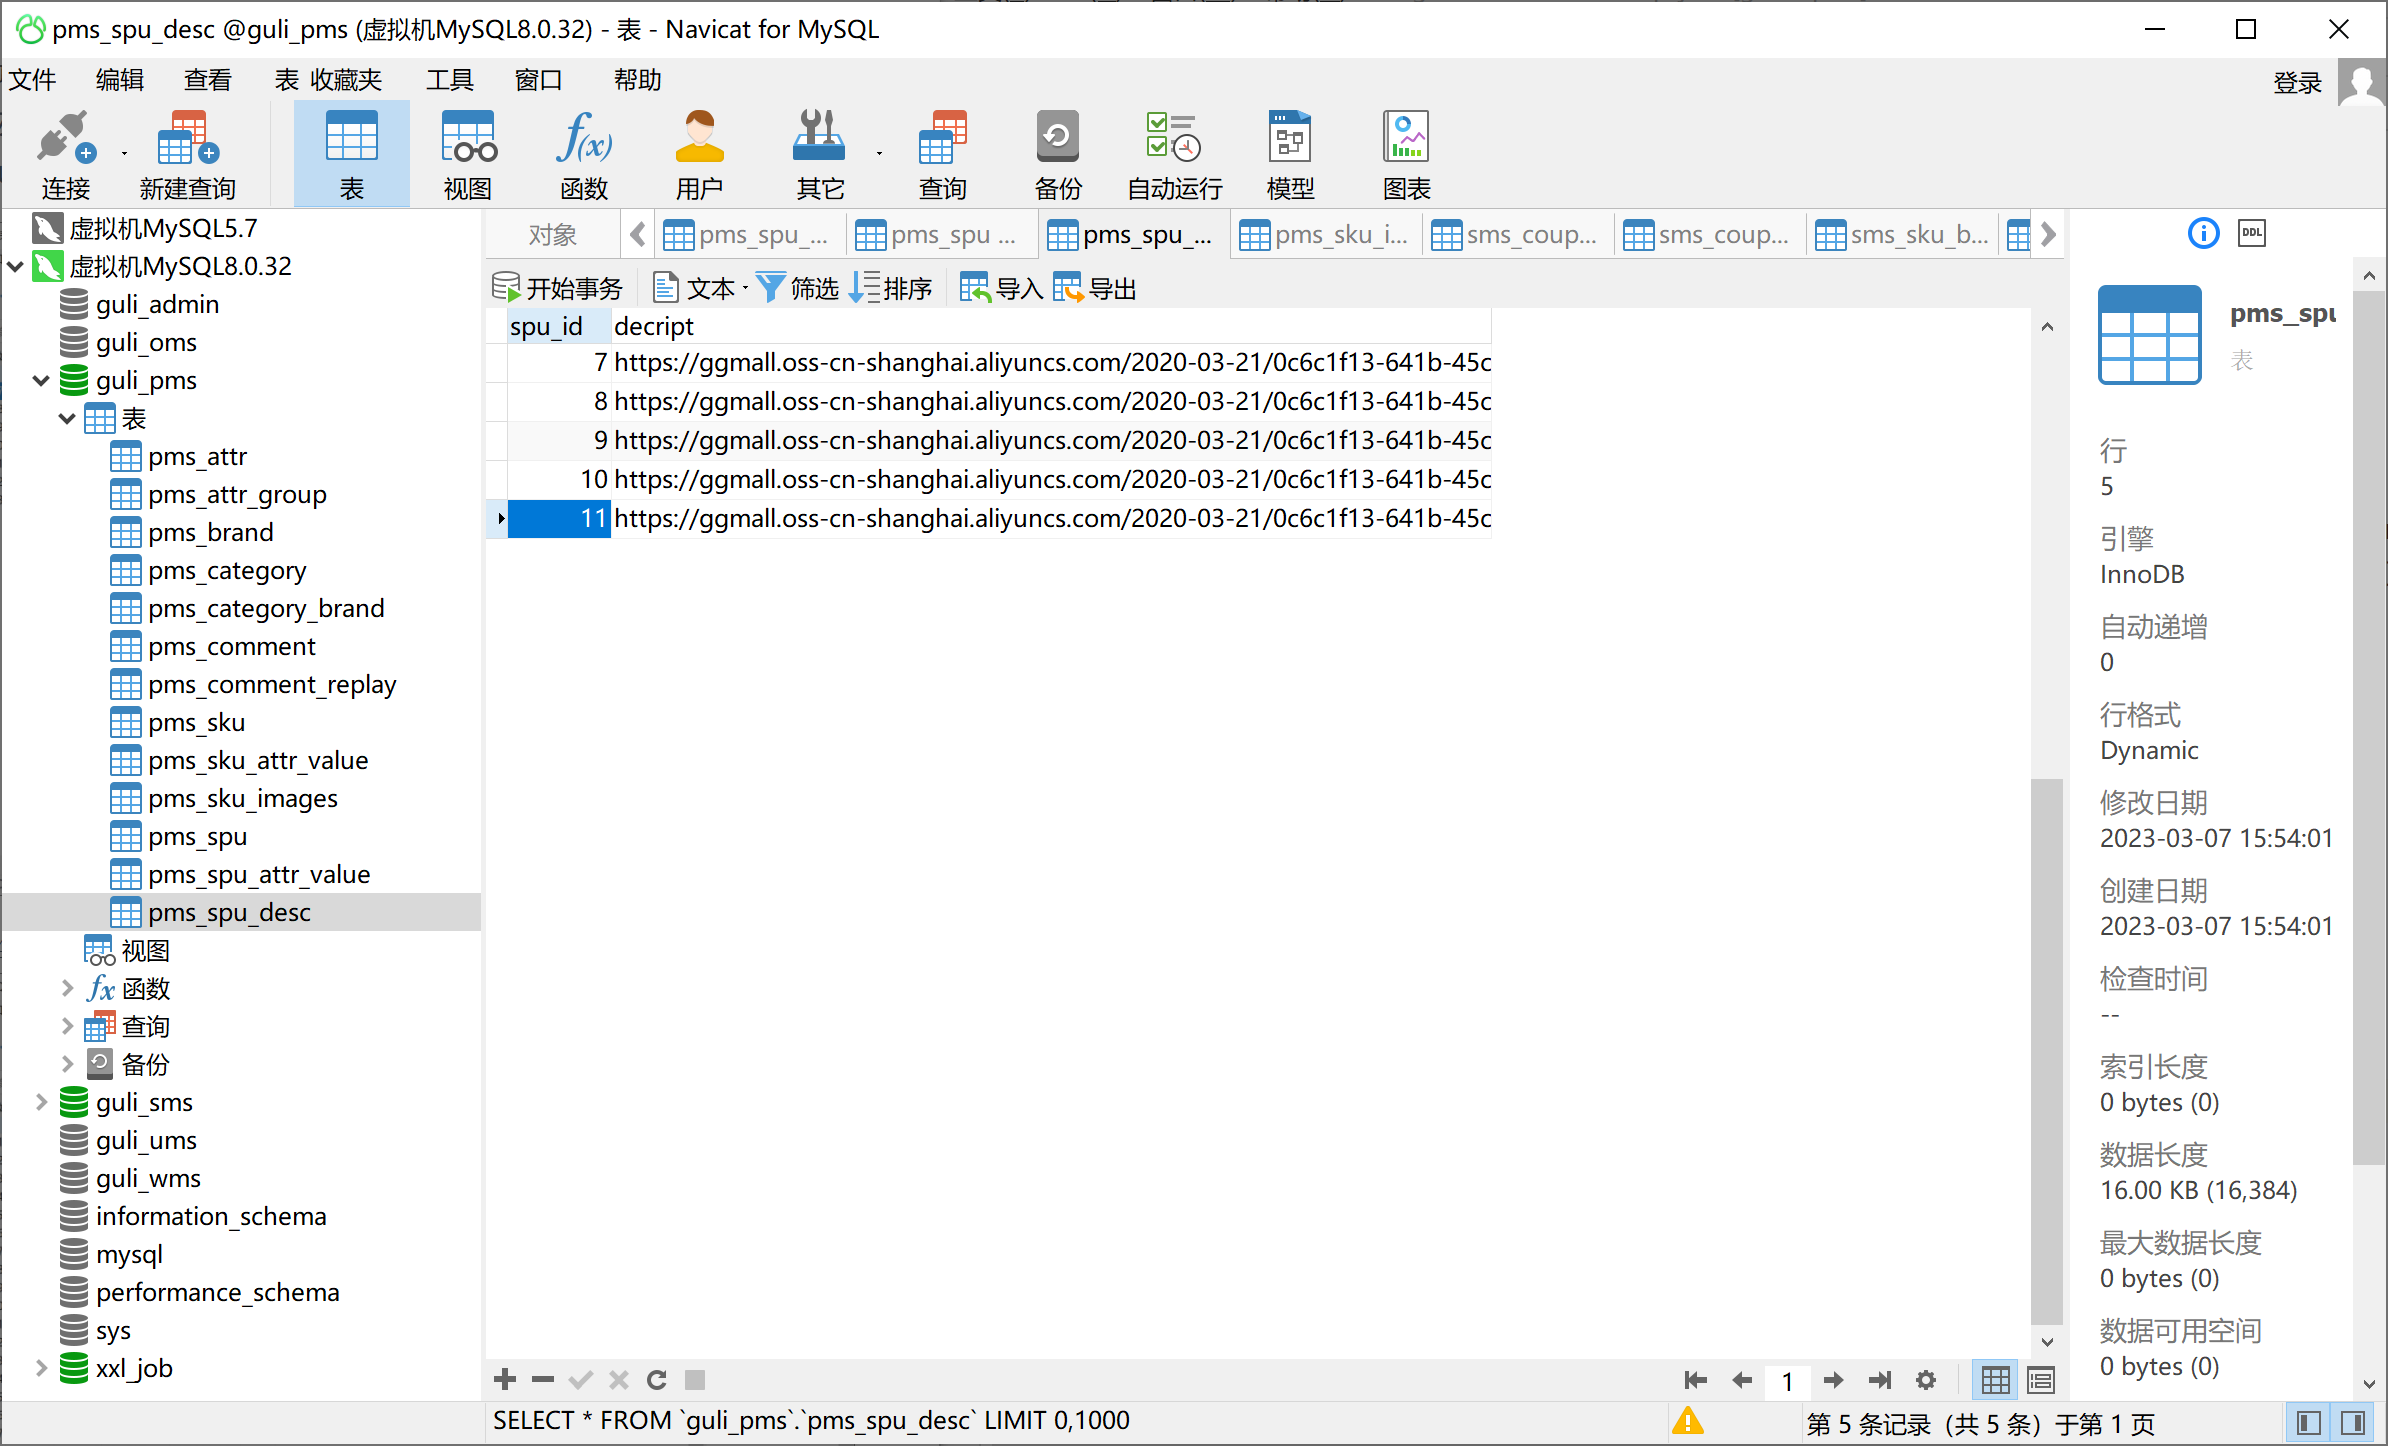 pms_spu_desc @guli_pms (虚拟机MySQL8.0.32) - 表 - Navicat for MySQL
文件 编辑 查看 表 收藏夹 工具 窗口 帮助 登录
连接 新建查询 表 视图 函数 用户 其它 查询 备份 自动运行 模型 图表
虚拟机MySQL5.7
虚拟机MySQL8.0.32
guli_admin
guli_oms
guli_pms
表
pms_attr
pms_attr_group
pms_brand
pms_category
pms_category_brand
pms_comment
pms_comment_replay
pms_sku
pms_sku_attr_value
pms_sku_images
pms_spu
pms_spu_attr_value
pms_spu_desc
视图
函数
查询
备份
guli_sms
guli_ums
guli_wms
information_schema
mysql
performance_schema
sys
xxl_job
对象 pms_spu_... pms_spu ... pms_spu_... pms_sku_i... sms_coup... sms_coup... sms_sku_b...
开始事务 文本 筛选 排序 导入 导出
spu_id decript
7 https://ggmall.oss-cn-shanghai.aliyuncs.com/2020-03-21/0c6c1f13-641b-45c
8 https://ggmall.oss-cn-shanghai.aliyuncs.com/2020-03-21/0c6c1f13-641b-45c
9 https://ggmall.oss-cn-shanghai.aliyuncs.com/2020-03-21/0c6c1f13-641b-45c
10 https://ggmall.oss-cn-shanghai.aliyuncs.com/2020-03-21/0c6c1f13-641b-45c
11 https://ggmall.oss-cn-shanghai.aliyuncs.com/2020-03-21/0c6c1f13-641b-45c
1
SELECT * FROM `guli_pms`.`pms_spu_desc` LIMIT 0,1000
第 5 条记录 (共 5 条) 于第 1 页
DDL
pms_spu
表
行
5
引擎
InnoDB
自动递增
0
行格式
Dynamic
修改日期
2023-03-07 15:54:01
创建日期
2023-03-07 15:54:01
检查时间
--
索引长度
0 bytes (0)
数据长度
16.00 KB (16,384)
最大数据长度
0 bytes (0)
数据可用空间
0 bytes (0)